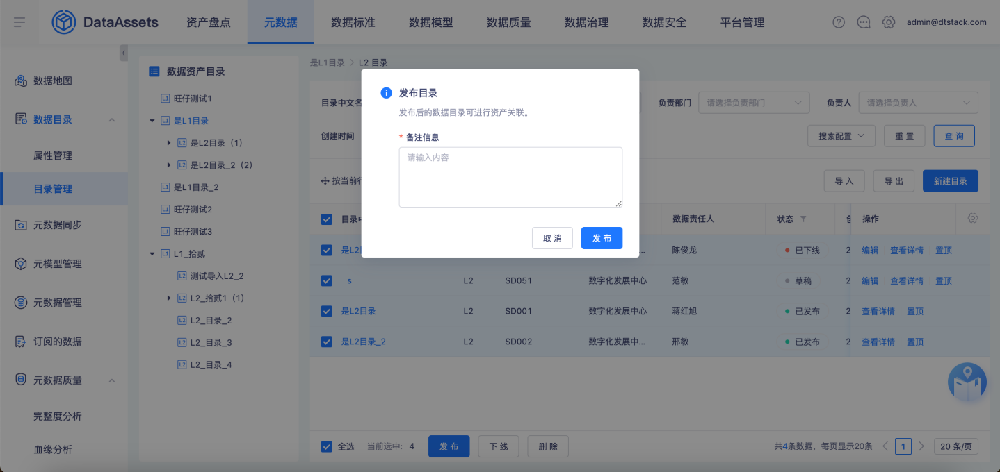 DataAssets
资产盘点
元数据
数据标准
数据模型
数据质量
数据治理
数据安全
平台管理
admin@dtstack.com
数据地图
数据目录
属性管理
目录管理
元数据同步
元模型管理
元数据管理
订阅的数据
元数据质量
完整度分析
血缘分析
数据资产目录
L1 旺仔测试1
L1 是L1目录
L2 是L2目录（1）
L2 是L2目录_2（2）
L1 是L1目录_2
L1 旺仔测试2
L1 旺仔测试3
L1 L1_拾贰
L2 测试导入L2_2
L2 L2_拾贰1（1）
L2 L2_目录_2
L2 L2_目录_3
L2 L2_目录_4
是L1目录 > L2 目录
目录中文名
负责部门 请选择负责部门
负责人 请选择负责人
创建时间
搜索配置
重 置
查 询
按当前
导 入
导 出
新建目录
发布目录
发布后的数据目录可进行资产关联。
* 备注信息
请输入内容
取 消
发 布
目录 数据责任人 状态 操作
是L2 ... 陈俊龙 已下线 2 编辑 查看详情 置顶
s L2 SD051 数字化发展中心 范敏 草稿 2 编辑 查看详情 置顶
是L2目录 L2 SD001 数字化发展中心 蒋红旭 已发布 2 查看详情 置顶
是L2目录_2 L2 SD002 数字化发展中... 邢敏 已发布 2 查看详情 置顶
全选 当前选中: 4 发 布 下 线 删 除
共4条数据，每页显示20条 < 1 > 20 条/页